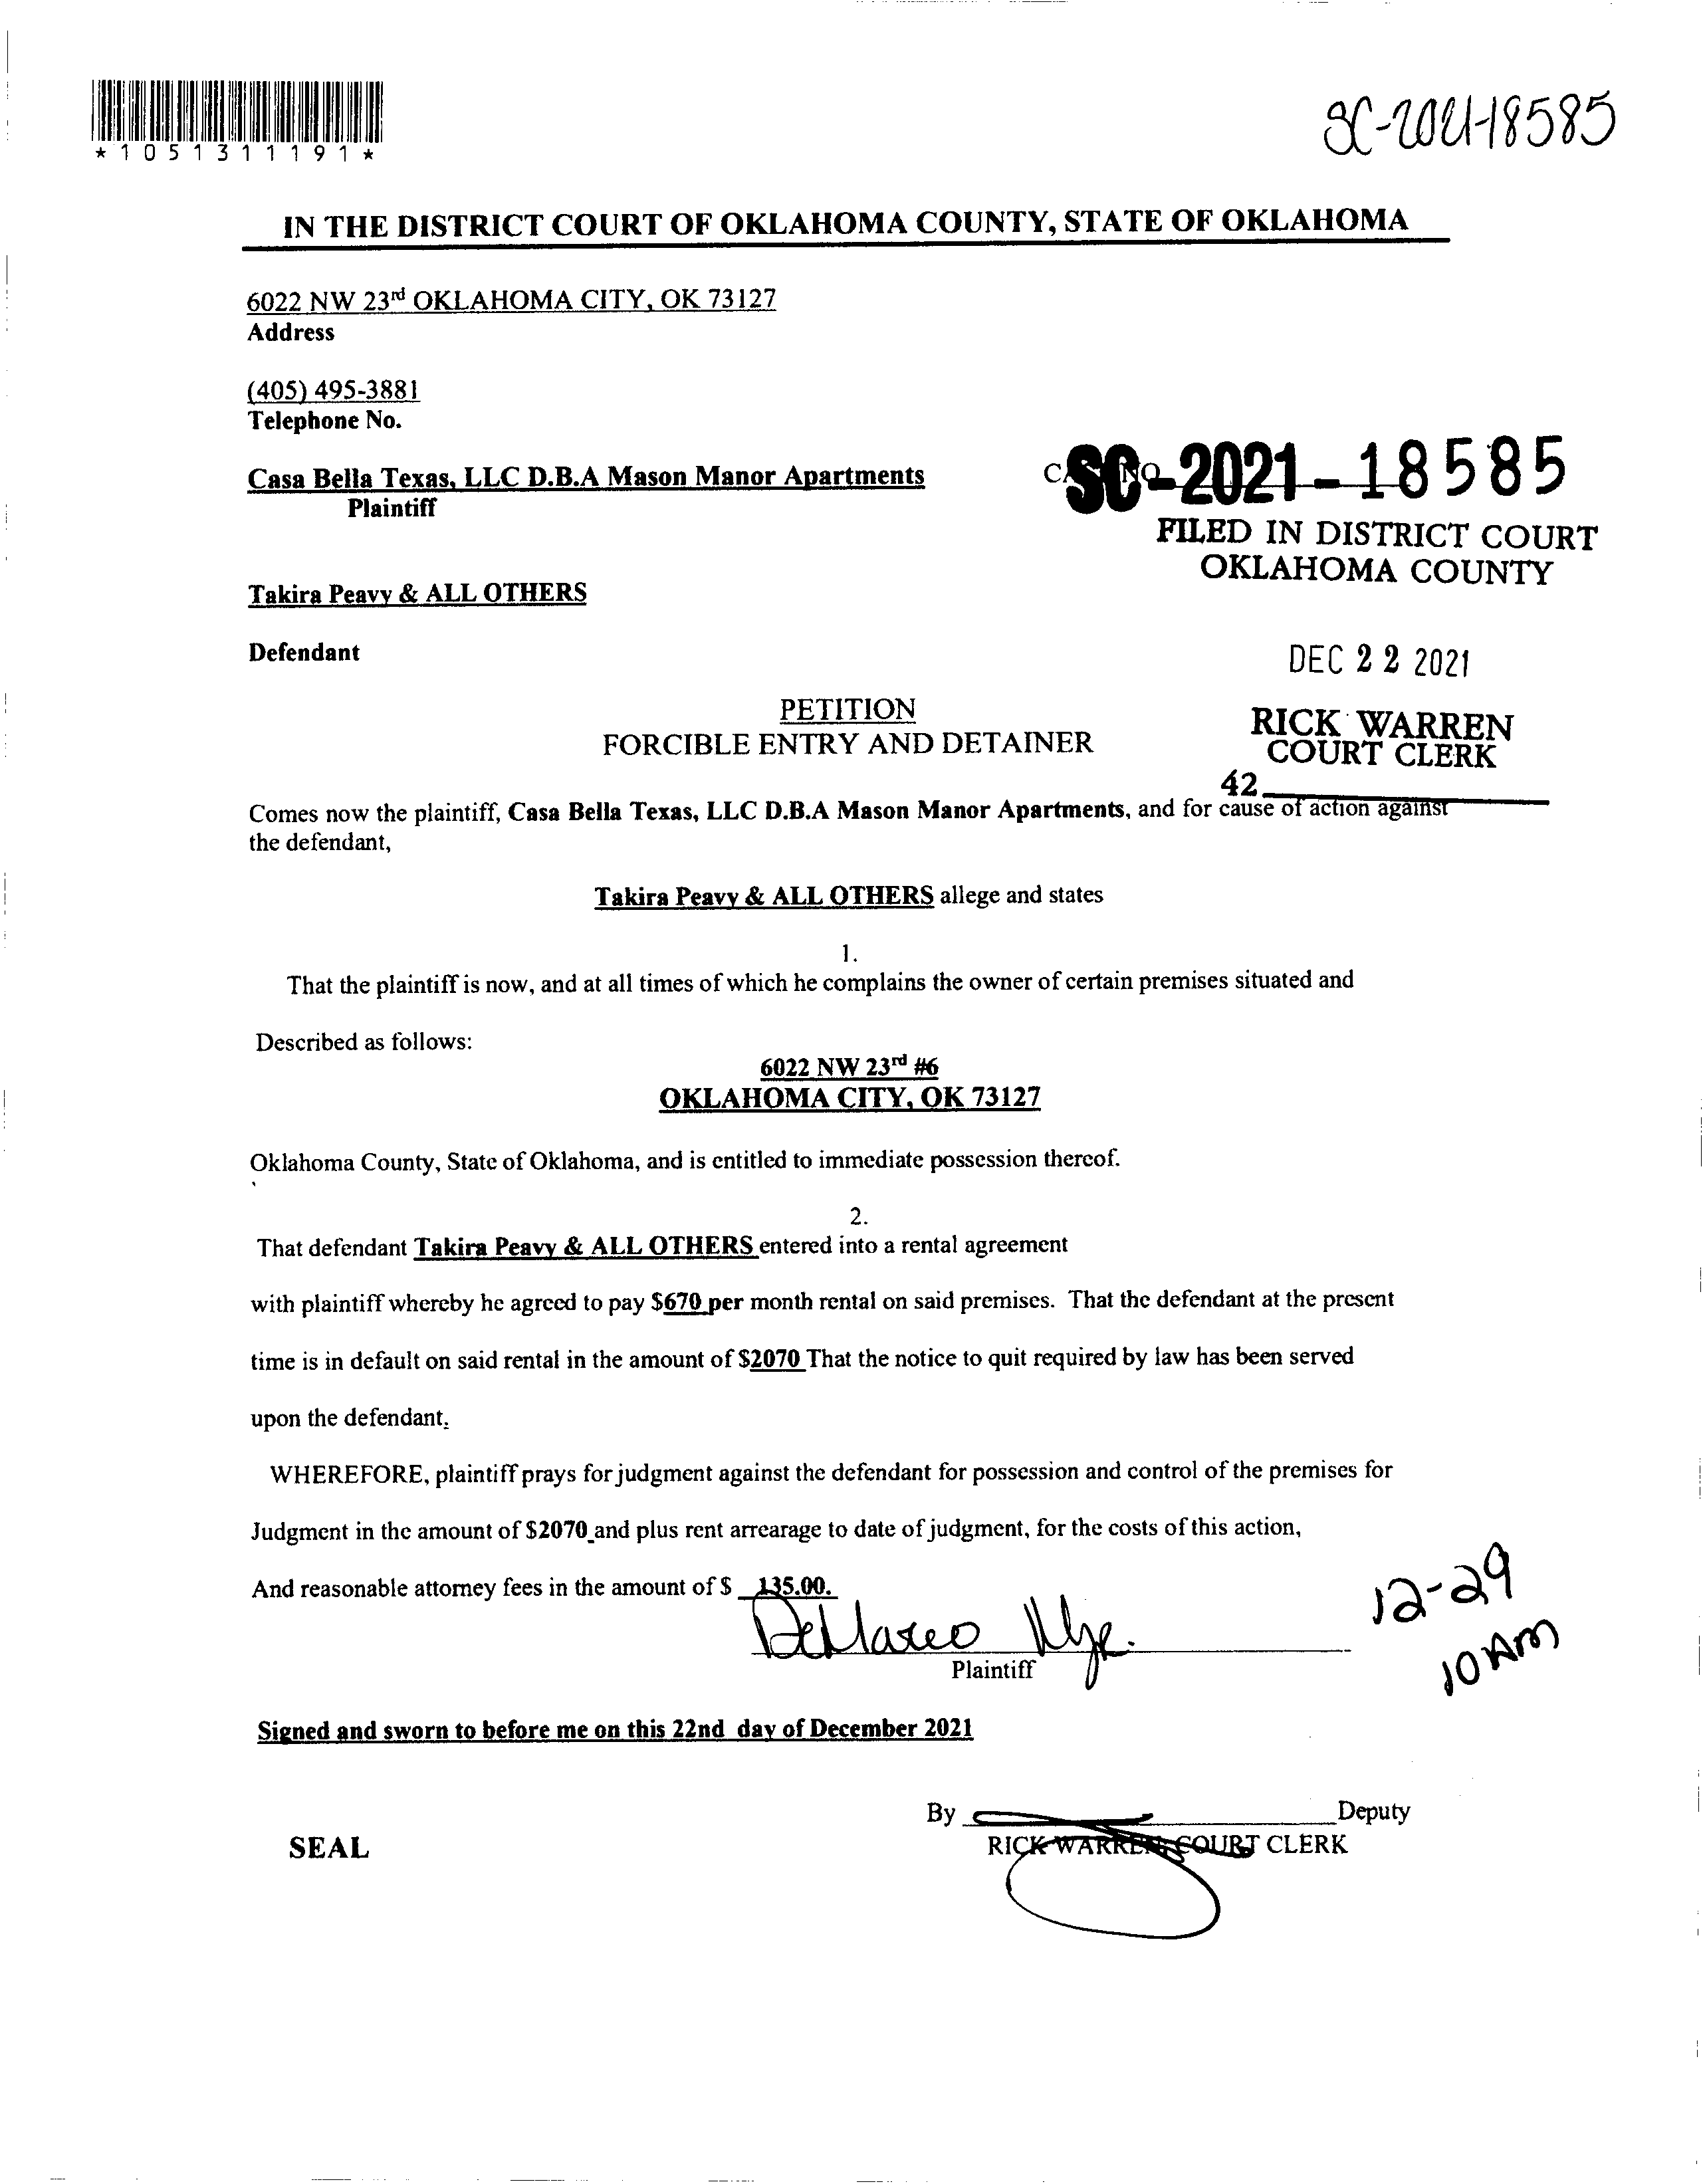 SC-2021-18585
*1051311191*
IN THE DISTRICT COURT OF OKLAHOMA COUNTY, STATE OF OKLAHOMA
6022 NW 23rd OKLAHOMA CITY, OK 73127
Address
(405) 495-3881
Telephone No.
Casa Bella Texas, LLC D.B.A Mason Manor Apartments
Plaintiff
SC-2021-18585
FILED IN DISTRICT COURT
OKLAHOMA COUNTY
Takira Peavy & ALL OTHERS
Defendant
DEC 22 2021
PETITION
FORCIBLE ENTRY AND DETAINER
RICK WARREN
COURT CLERK
42
Comes now the plaintiff, Casa Bella Texas, LLC D.B.A Mason Manor Apartments, and for cause of action against
the defendant,
Takira Peavy & ALL OTHERS allege and states
1.
That the plaintiff is now, and at all times of which he complains the owner of certain premises situated and
Described as follows:
6022 NW 23rd #6
OKLAHOMA CITY, OK 73127
Oklahoma County, State of Oklahoma, and is entitled to immediate possession thereof.
2.
That defendant Takira Peavy & ALL OTHERS entered into a rental agreement
with plaintiff whereby he agreed to pay $670 per month rental on said premises. That the defendant at the present
time is in default on said rental in the amount of $2070 That the notice to quit required by law has been served
upon the defendant.
WHEREFORE, plaintiff prays for judgment against the defendant for possession and control of the premises for
Judgment in the amount of $2070 and plus rent arrearage to date of judgment, for the costs of this action,
And reasonable attorney fees in the amount of $ 135.00.
12-29
10 AM
Plaintiff
Signed and sworn to before me on this 22nd day of December 2021
By Deputy
SEAL
RICK WARREN, COURT CLERK